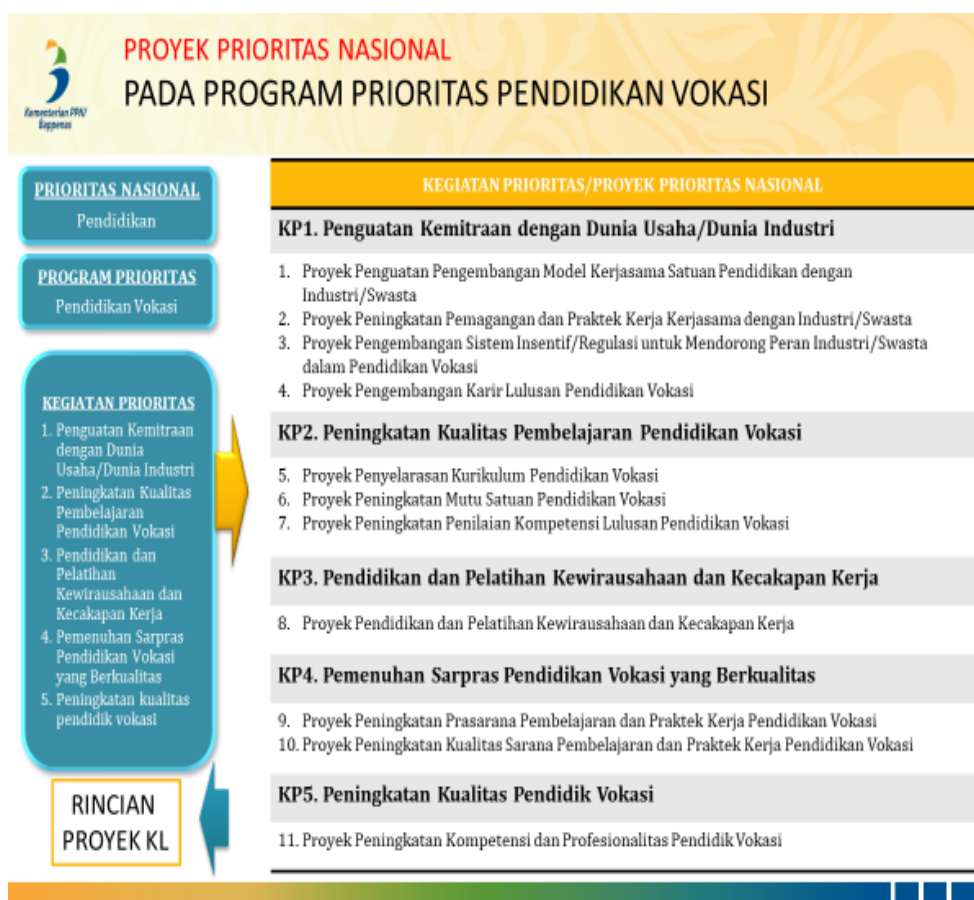 PROYEK PRIORITAS NASIONAL
PADA PROGRAM PRIORITAS PENDIDIKAN VOKASI
Kementerian PPN/
Bappenas
PRIORITAS NASIONAL
Pendidikan
PROGRAM PRIORITAS
Pendidikan Vokasi
KEGIATAN PRIORITAS
1. Penguatan Kemitraan
dengan Dunia
Usaha/Dunia Industri
2. Peningkatan Kualitas
Pembelajaran
Pendidikan Vokasi
3. Pendidikan dan
Pelatihan
Kewirausahaan dan
Kecakapan Kerja
4. Pemenuhan Sarpras
Pendidikan Vokasi
yang Berkualitas
5. Peningkatan kualitas
pendidik vokasi
RINCIAN
PROYEK KL
KEGIATAN PRIORITAS/PROYEK PRIORITAS NASIONAL
KP1. Penguatan Kemitraan dengan Dunia Usaha/Dunia Industri
1. Proyek Penguatan Pengembangan Model Kerjasama Satuan Pendidikan dengan
Industri/Swasta
2. Proyek Peningkatan Pemagangan dan Praktek Kerja Kerjasama dengan Industri/Swasta
3. Proyek Pengembangan Sistem Insentif/Regulasi untuk Mendorong Peran Industri/Swasta
dalam Pendidikan Vokasi
4. Proyek Pengembangan Karir Lulusan Pendidikan Vokasi
KP2. Peningkatan Kualitas Pembelajaran Pendidikan Vokasi
5. Proyek Penyelarasan Kurikulum Pendidikan Vokasi
6. Proyek Peningkatan Mutu Satuan Pendidikan Vokasi
7. Proyek Peningkatan Penilaian Kompetensi Lulusan Pendidikan Vokasi
KP3. Pendidikan dan Pelatihan Kewirausahaan dan Kecakapan Kerja
8. Proyek Pendidikan dan Pelatihan Kewirausahaan dan Kecakapan Kerja
KP4. Pemenuhan Sarpras Pendidikan Vokasi yang Berkualitas
9. Proyek Peningkatan Prasarana Pembelajaran dan Praktek Kerja Pendidikan Vokasi
10. Proyek Peningkatan Kualitas Sarana Pembelajaran dan Praktek Kerja Pendidikan Vokasi
KP5. Peningkatan Kualitas Pendidik Vokasi
11. Proyek Peningkatan Kompetensi dan Profesionalitas Pendidik Vokasi